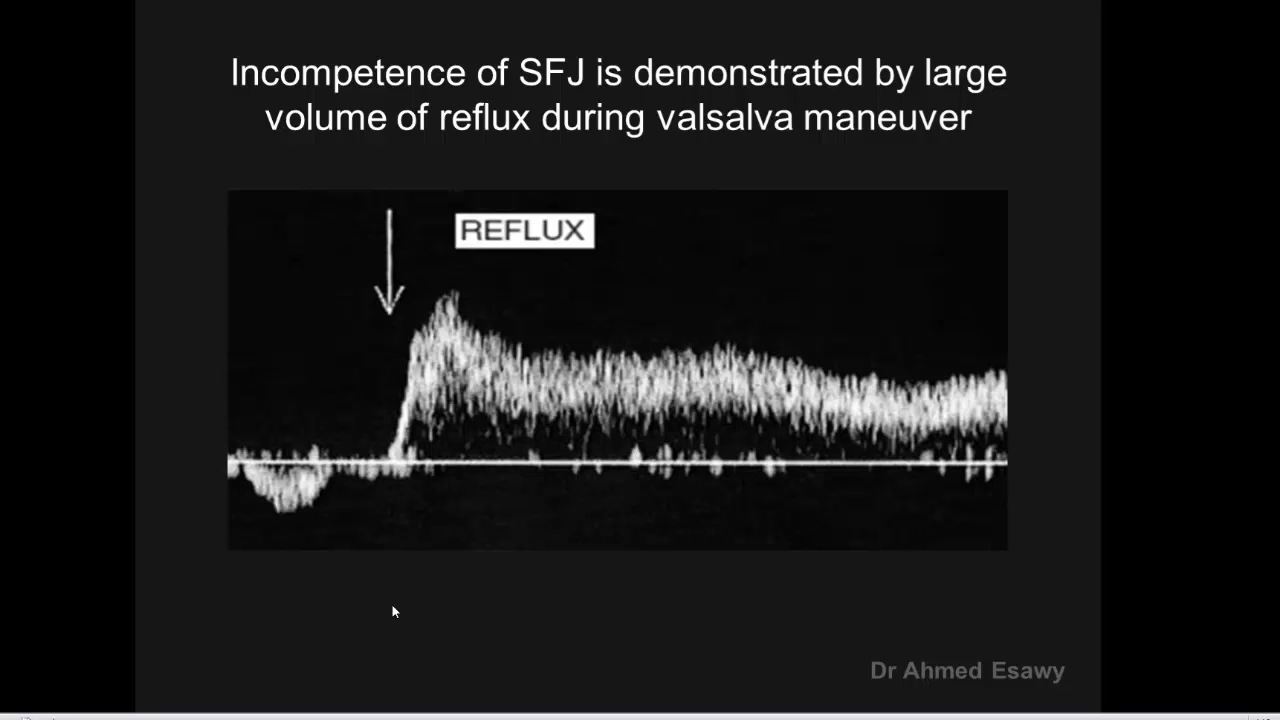 Incompetence of SFJ is demonstrated by large
volume of reflux during valsalva maneuver
REFLUX
Dr Ahmed Esawy